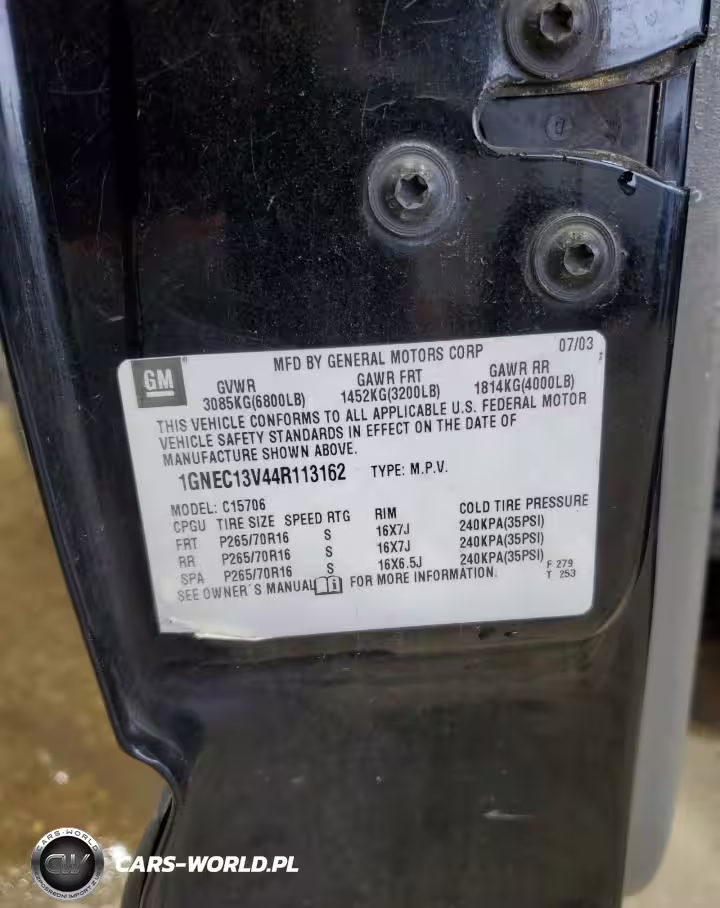 MFD BY GENERAL MOTORS CORP 07/03
GM
GVWR GAWR FRT GAWR RR
3085KG(6800LB) 1452KG(3200LB) 1814KG(4000LB)
THIS VEHICLE CONFORMS TO ALL APPLICABLE U.S. FEDERAL MOTOR
VEHICLE SAFETY STANDARDS IN EFFECT ON THE DATE OF
MANUFACTURE SHOWN ABOVE.
1GNEC13V44R113162 TYPE: M.P.V.
MODEL: C15706
CPGU TIRE SIZE SPEED RTG RIM COLD TIRE PRESSURE
FRT P265/70R16 S 16X7J 240KPA(35PSI)
RR P265/70R16 S 16X7J 240KPA(35PSI)
SPA P265/70R16 S 16X6.5J 240KPA(35PSI)
SEE OWNER'S MANUAL FOR MORE INFORMATION.
F 279
T 253
CARS-WORLD
CW
CARS-WORLD.PL